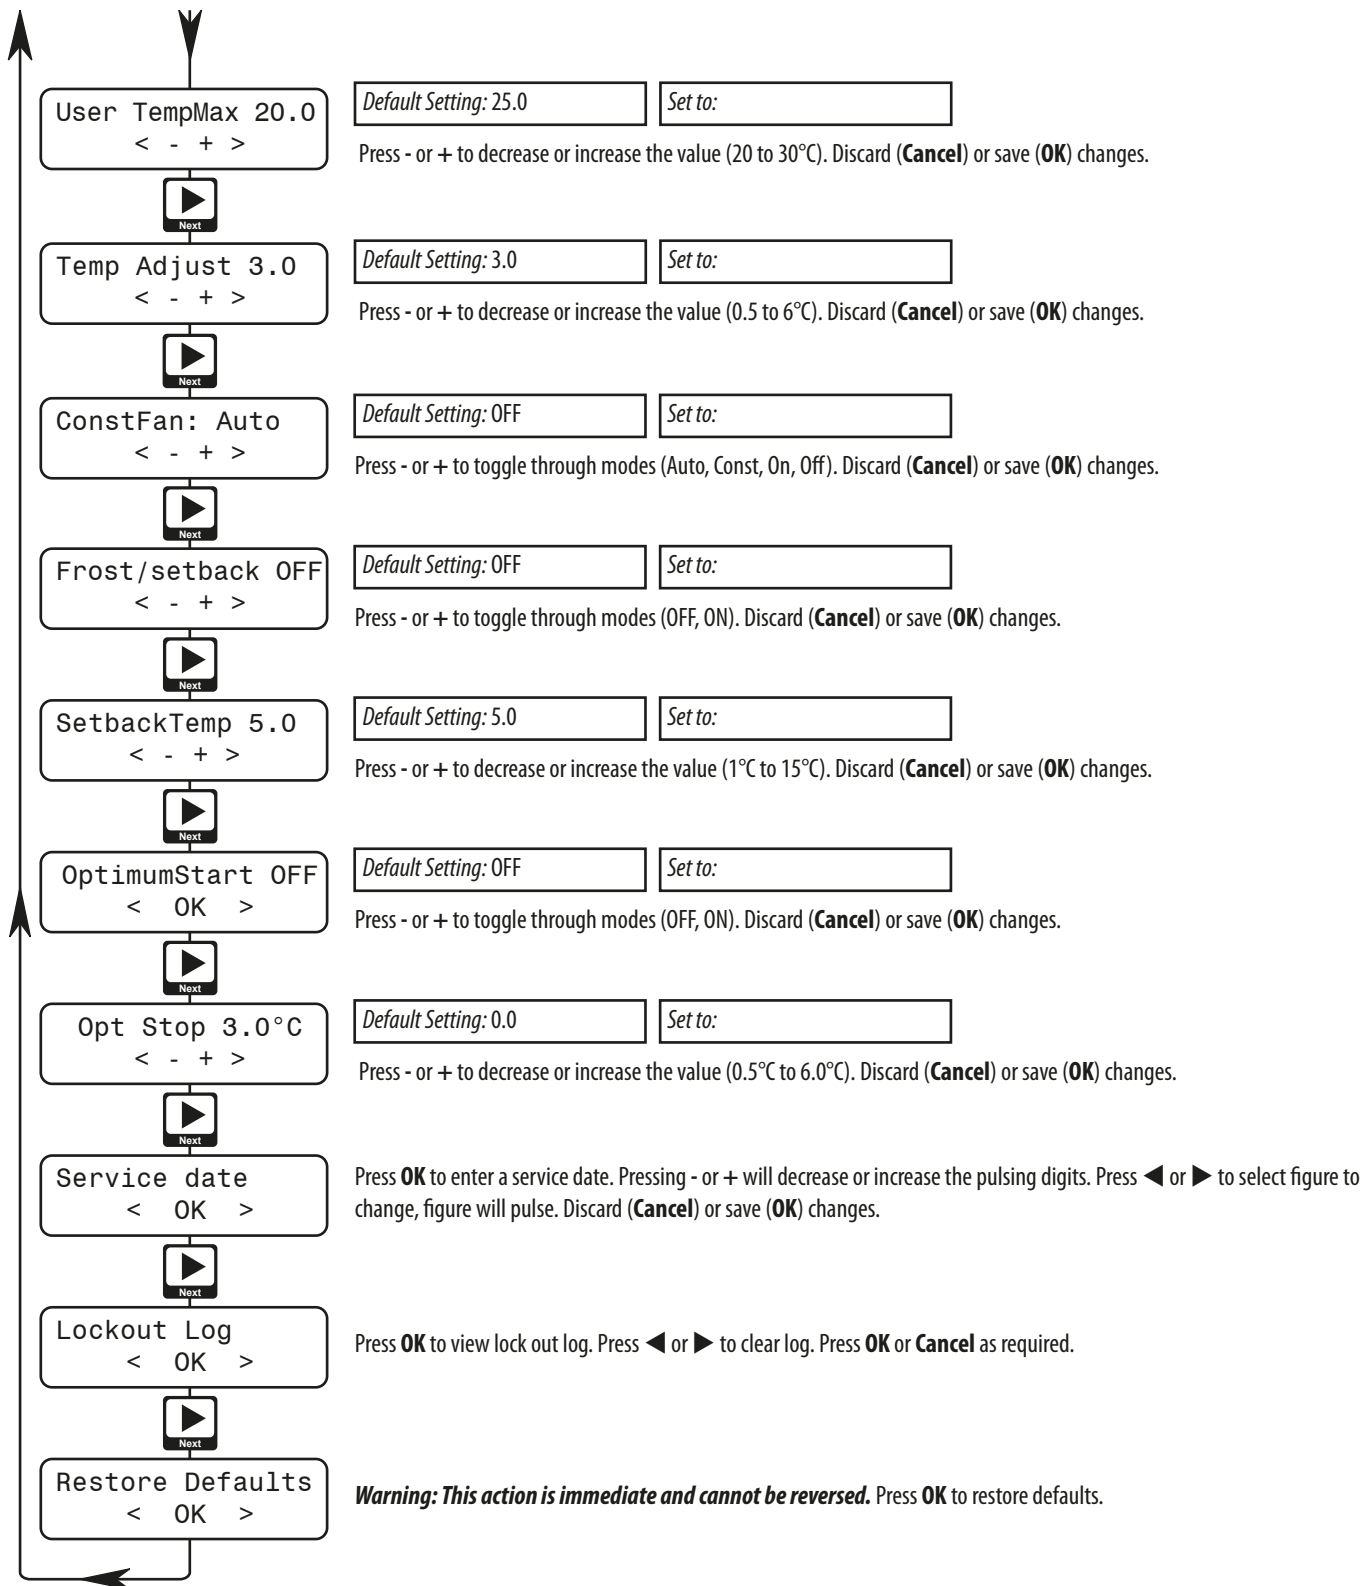 User TempMax 20.0
< - + >
Default Setting: 25.0
Set to:
Press - or + to decrease or increase the value (20 to 30°C). Discard (Cancel) or save (OK) changes.
Next
Temp Adjust 3.0
< - + >
Default Setting: 3.0
Set to:
Press - or + to decrease or increase the value (0.5 to 6°C). Discard (Cancel) or save (OK) changes.
Next
ConstFan: Auto
< - + >
Default Setting: OFF
Set to:
Press - or + to toggle through modes (Auto, Const, On, Off). Discard (Cancel) or save (OK) changes.
Next
Frost/setback OFF
< - + >
Default Setting: OFF
Set to:
Press - or + to toggle through modes (OFF, ON). Discard (Cancel) or save (OK) changes.
Next
SetbackTemp 5.0
< - + >
Default Setting: 5.0
Set to:
Press - or + to decrease or increase the value (1°C to 15°C). Discard (Cancel) or save (OK) changes.
Next
OptimumStart OFF
< OK >
Default Setting: OFF
Set to:
Press - or + to toggle through modes (OFF, ON). Discard (Cancel) or save (OK) changes.
Next
Opt Stop 3.0°C
< - + >
Default Setting: 0.0
Set to:
Press - or + to decrease or increase the value (0.5°C to 6.0°C). Discard (Cancel) or save (OK) changes.
Next
Service date
< OK >
Press OK to enter a service date. Pressing - or + will decrease or increase the pulsing digits. Press ◀ or ▶ to select figure to
change, figure will pulse. Discard (Cancel) or save (OK) changes.
Next
Lockout Log
< OK >
Press OK to view lock out log. Press ◀ or ▶ to clear log. Press OK or Cancel as required.
Next
Restore Defaults
< OK >
Warning: This action is immediate and cannot be reversed. Press OK to restore defaults.